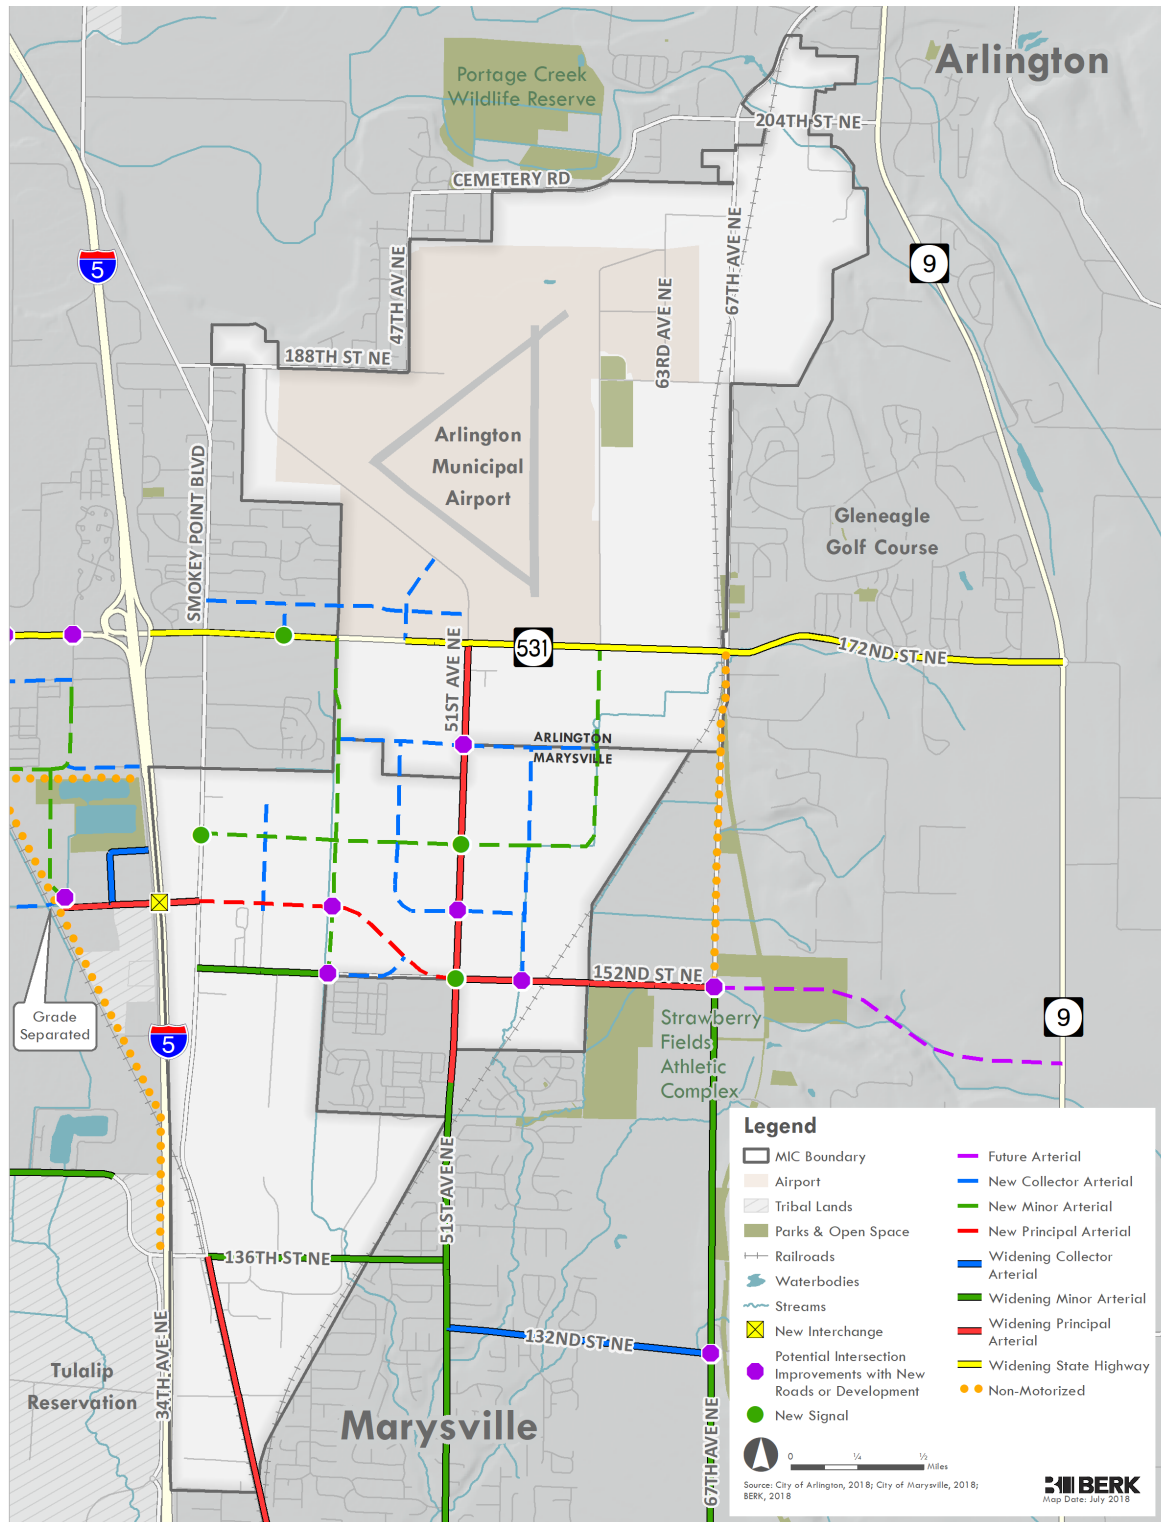 Arlington
Portage Creek
Wildlife Reserve
204TH ST NE
CEMETERY RD
67TH AVE NE
47TH AV NE
63RD AVE NE
5
9
188TH ST NE
Arlington
Municipal
Airport
SMOKEY POINT BLVD
Gleneagle
Golf Course
531
172ND ST NE
51ST AVE NE
ARLINGTON
MARYSVILLE
152ND ST NE
Grade
Separated
5
9
Strawberry
Fields
Athletic
Complex
51ST AVE NE
136TH ST NE
132ND ST NE
34TH AVE NE
Tulalip
Reservation
Marysville
67TH AVE NE
Legend
MIC Boundary
Airport
Tribal Lands
Parks & Open Space
Railroads
Waterbodies
Streams
New Interchange
Potential Intersection
Improvements with New
Roads or Development
New Signal
Future Arterial
New Collector Arterial
New Minor Arterial
New Principal Arterial
Widening Collector
Arterial
Widening Minor Arterial
Widening Principal
Arterial
Widening State Highway
Non-Motorized
0 ¼ ½
Miles
Source: City of Arlington, 2018; City of Marysville, 2018;
BERK, 2018
BERK
Map Date: July 2018